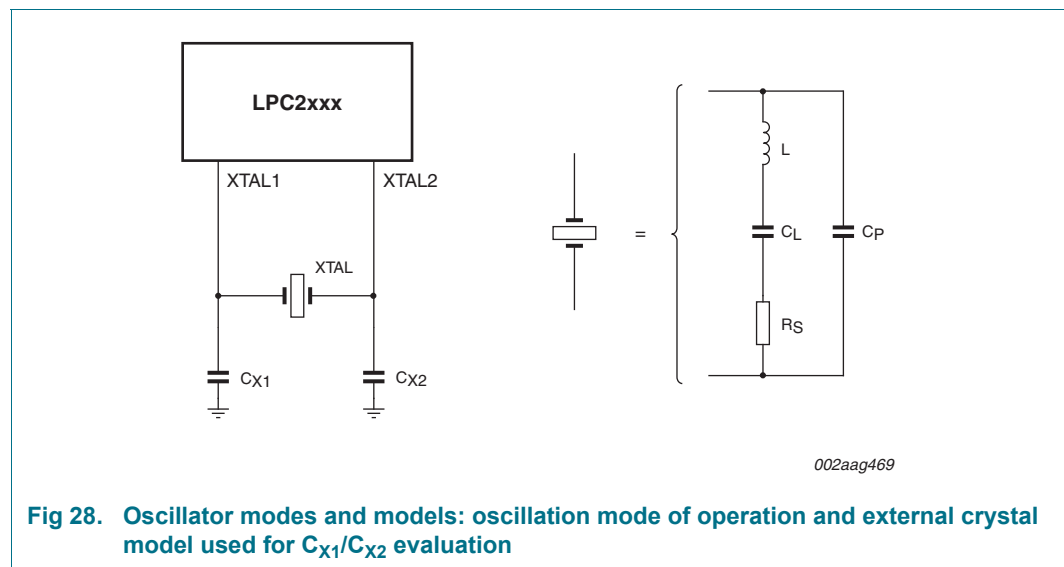 LPC2xxx
XTAL1
XTAL2
XTAL
CX1
CX2
=
L
CL
CP
RS
002aag469
Fig 28. Oscillator modes and models: oscillation mode of operation and external crystal
model used for CX1/CX2 evaluation